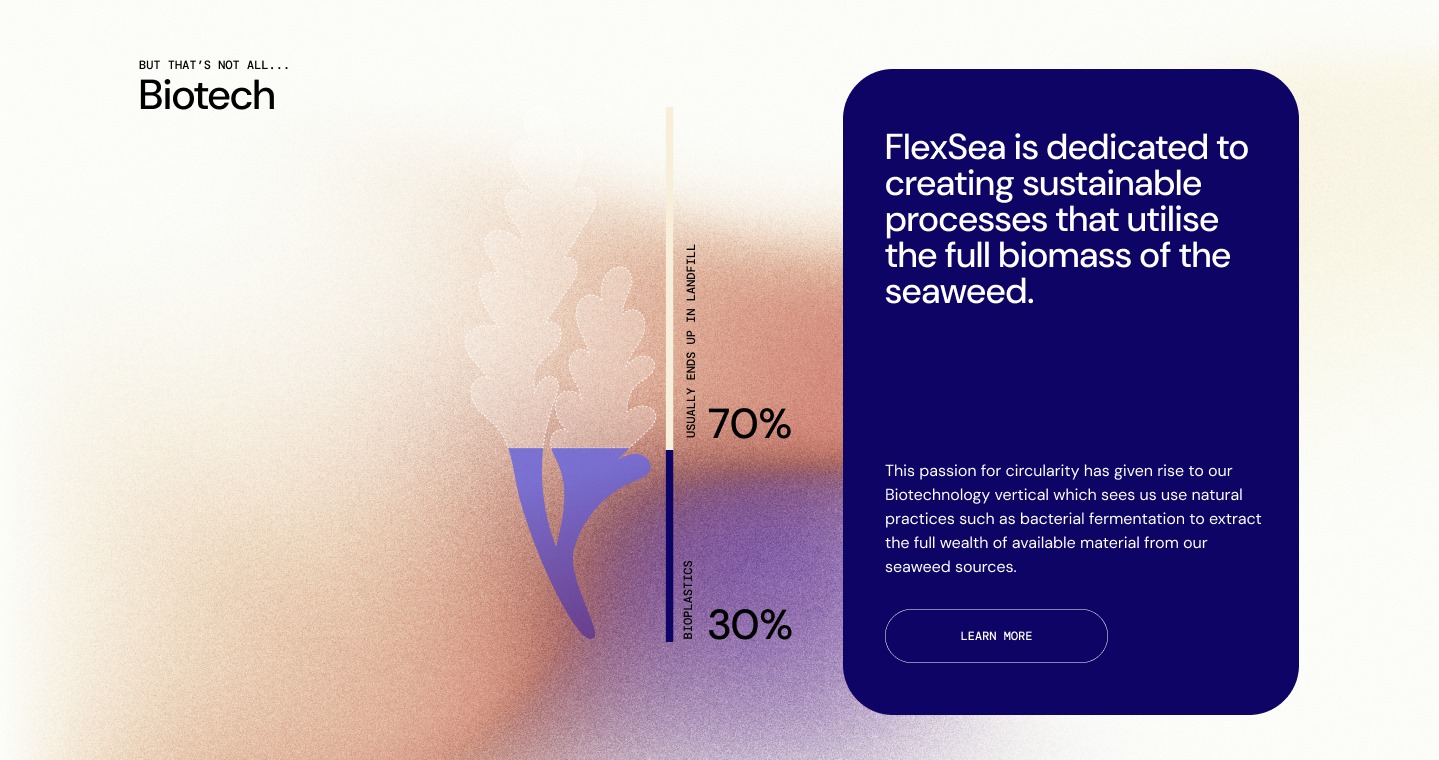 BUT THAT'S NOT ALL...
Biotech
USUALLY ENDS UP IN LANDFILL
70%
BIOPLASTICS
30%
FlexSea is dedicated to
creating sustainable
processes that utilise
the full biomass of the
seaweed.
This passion for circularity has given rise to our
Biotechnology vertical which sees us use natural
practices such as bacterial fermentation to extract
the full wealth of available material from our
seaweed sources.
LEARN MORE